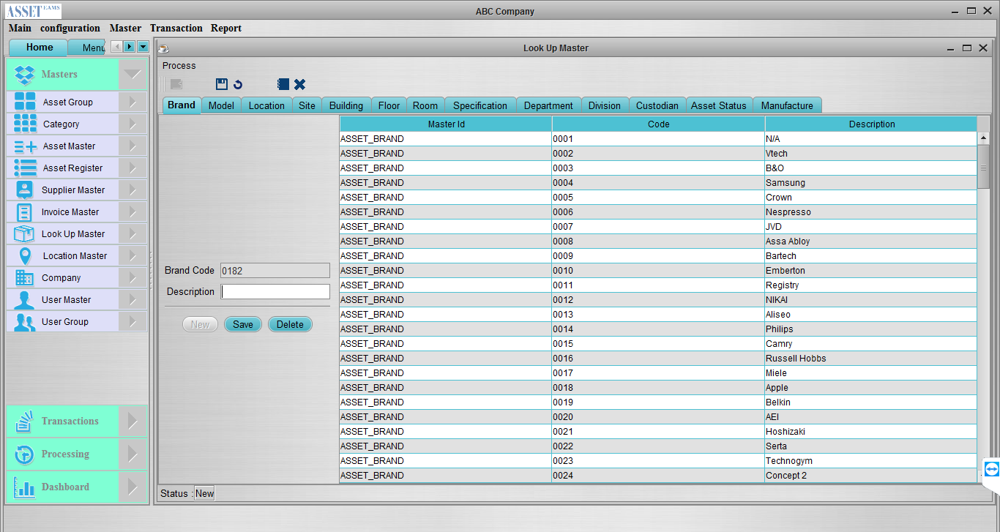 ASSET EAMS
ABC Company
Main configuration Master Transaction Report
Home Menu
Look Up Master
Process
Masters
Asset Group
Category
Asset Master
Asset Register
Supplier Master
Invoice Master
Look Up Master
Location Master
Company
User Master
User Group
Transactions
Processing
Dashboard
Brand Model Location Site Building Floor Room Specification Department Division Custodian Asset Status Manufacture
Brand Code 0182
Description
New Save Delete
Master Id Code Description
ASSET_BRAND 0001 N/A
ASSET_BRAND 0002 Vtech
ASSET_BRAND 0003 B&O
ASSET_BRAND 0004 Samsung
ASSET_BRAND 0005 Crown
ASSET_BRAND 0006 Nespresso
ASSET_BRAND 0007 JVD
ASSET_BRAND 0008 Assa Abloy
ASSET_BRAND 0009 Bartech
ASSET_BRAND 0010 Emberton
ASSET_BRAND 0011 Registry
ASSET_BRAND 0012 NIKAI
ASSET_BRAND 0013 Aliseo
ASSET_BRAND 0014 Philips
ASSET_BRAND 0015 Camry
ASSET_BRAND 0016 Russell Hobbs
ASSET_BRAND 0017 Miele
ASSET_BRAND 0018 Apple
ASSET_BRAND 0019 Belkin
ASSET_BRAND 0020 AEI
ASSET_BRAND 0021 Hoshizaki
ASSET_BRAND 0022 Serta
ASSET_BRAND 0023 Technogym
ASSET_BRAND 0024 Concept 2
Status : New